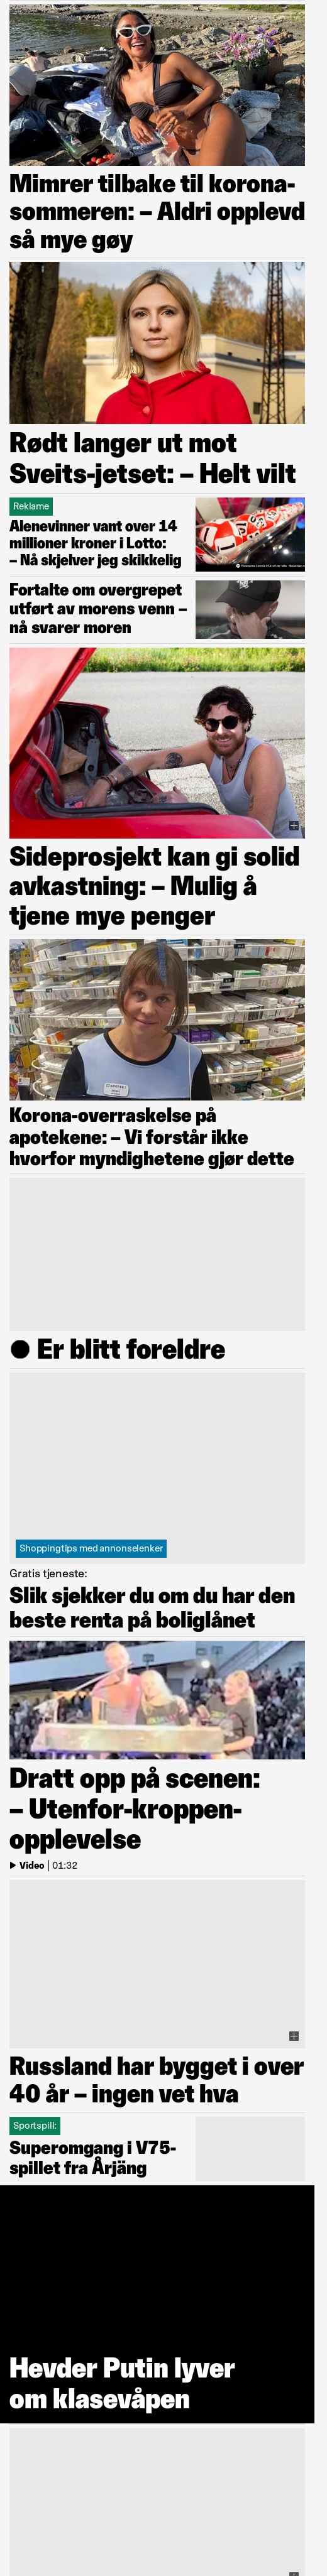 Mimrer tilbake til korona-
sommeren: – Aldri opplevd
så mye gøy
Rødt langer ut mot
Sveits-jetset: – Helt vilt
Reklame
Alenevinner vant over 14
millioner kroner i Lotto:
– Nå skjelver jeg skikkelig
Fortalte om overgrepet
utført av morens venn –
nå svarer moren
Sideprosjekt kan gi solid
avkastning: – Mulig å
tjene mye penger
Korona-overraskelse på
apotekene: – Vi forstår ikke
hvorfor myndighetene gjør dette
Er blitt foreldre
Shoppingtips med annonselenker
Gratis tjeneste:
Slik sjekker du om du har den
beste renta på boliglånet
Dratt opp på scenen:
– Utenfor-kroppen-
opplevelse
Video 01:32
Russland har bygget i over
40 år – ingen vet hva
Sportspill:
Superomgang i V75-
spillet fra Årjäng
Hevder Putin lyver
om klasevåpen